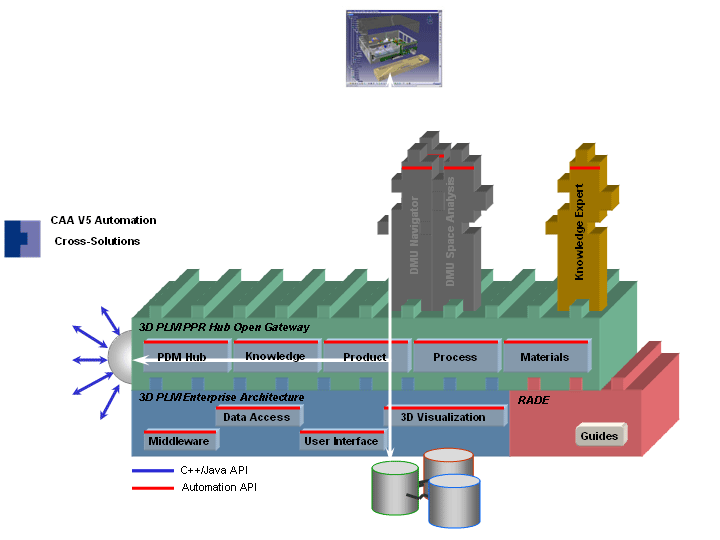 CAA V5 Automation
Cross-Solutions
DMU Navigator
DMU Space Analysis
Knowledge Expert
3D PLM PPR Hub Open Gateway
PDM Hub
Knowledge
Product
Process
Materials
3D PLM Enterprise Architecture
RADE
Data Access
3D Visualization
Middleware
User Interface
Guides
C++/Java API
Automation API